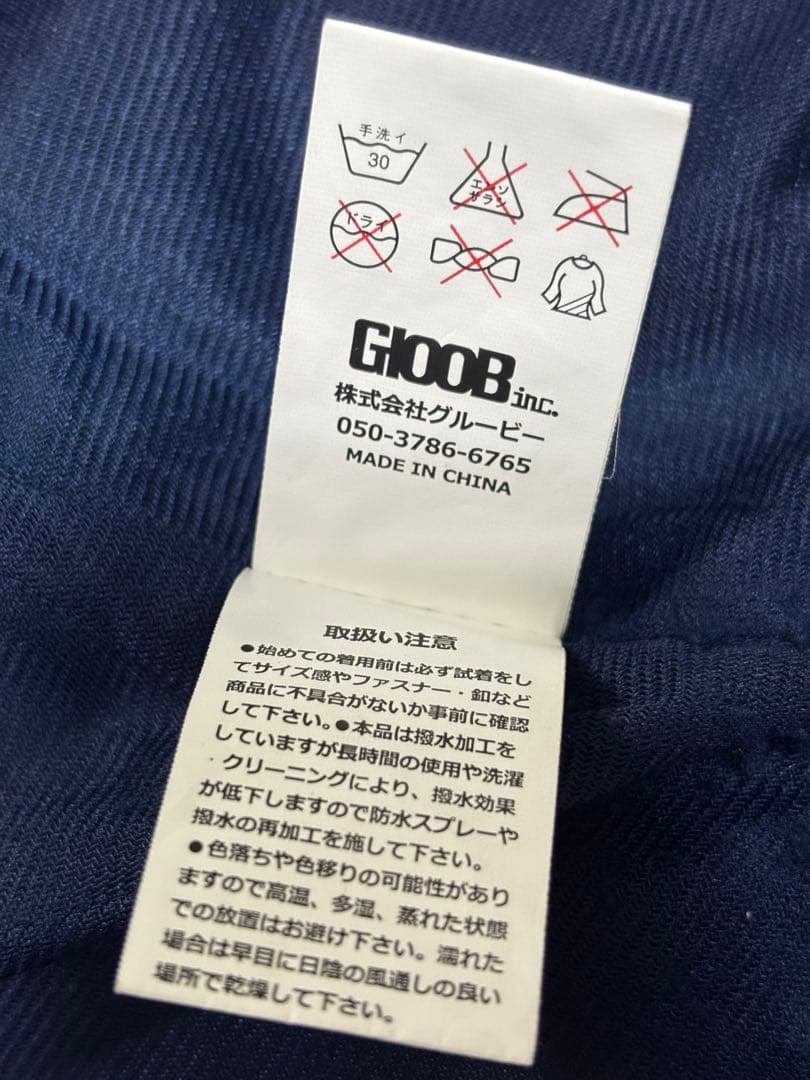 手洗イ
30
エンソ
サラシ
ドライ
GlOOB inc.
株式会社グルービー
050-3786-6765
MADE IN CHINA
取扱い注意
●始めての着用前は必ず試着をし
てサイズ感やファスナー・釦など
商品に不具合がないか事前に確認
して下さい。●本品は撥水加工を
していますが長時間の使用や洗濯
・クリーニングにより、撥水効果
が低下しますので防水スプレーや
撥水の再加工を施して下さい。
●色落ちや色移りの可能性があり
ますので高温、多湿、蒸れた状態
での放置はお避け下さい。濡れた
場合は早目に日陰の風通しの良い
場所で乾燥して下さい。